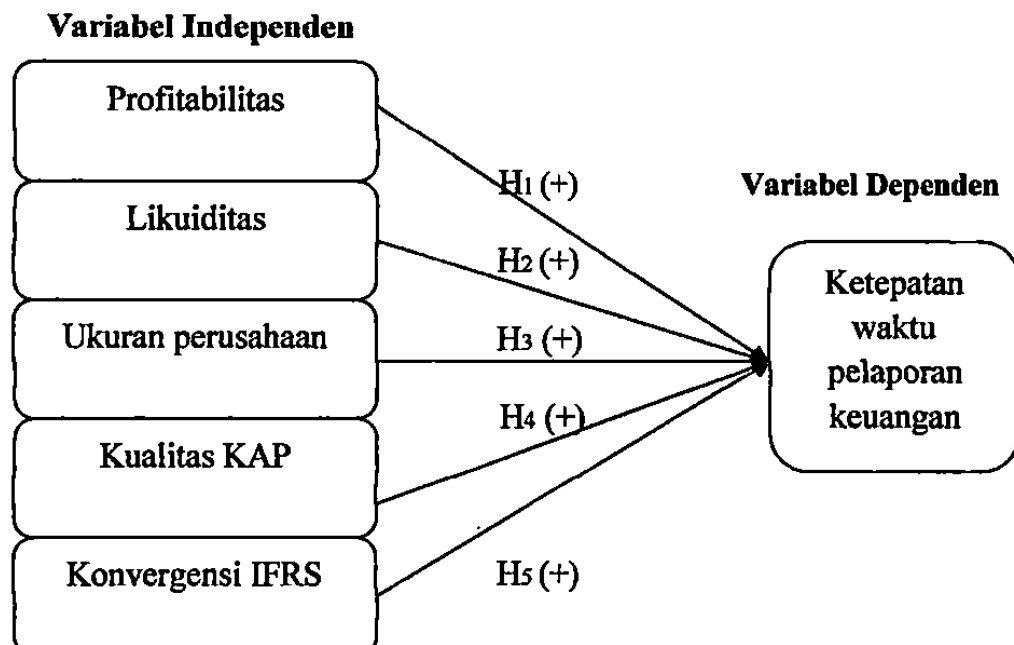 Variabel Independen
Profitabilitas
Likuiditas
Ukuran perusahaan
Kualitas KAP
Konvergensi IFRS
H1 (+)
H2 (+)
H3 (+)
H4 (+)
H5 (+)
Variabel Dependen
Ketepatan
waktu
pelaporan
keuangan